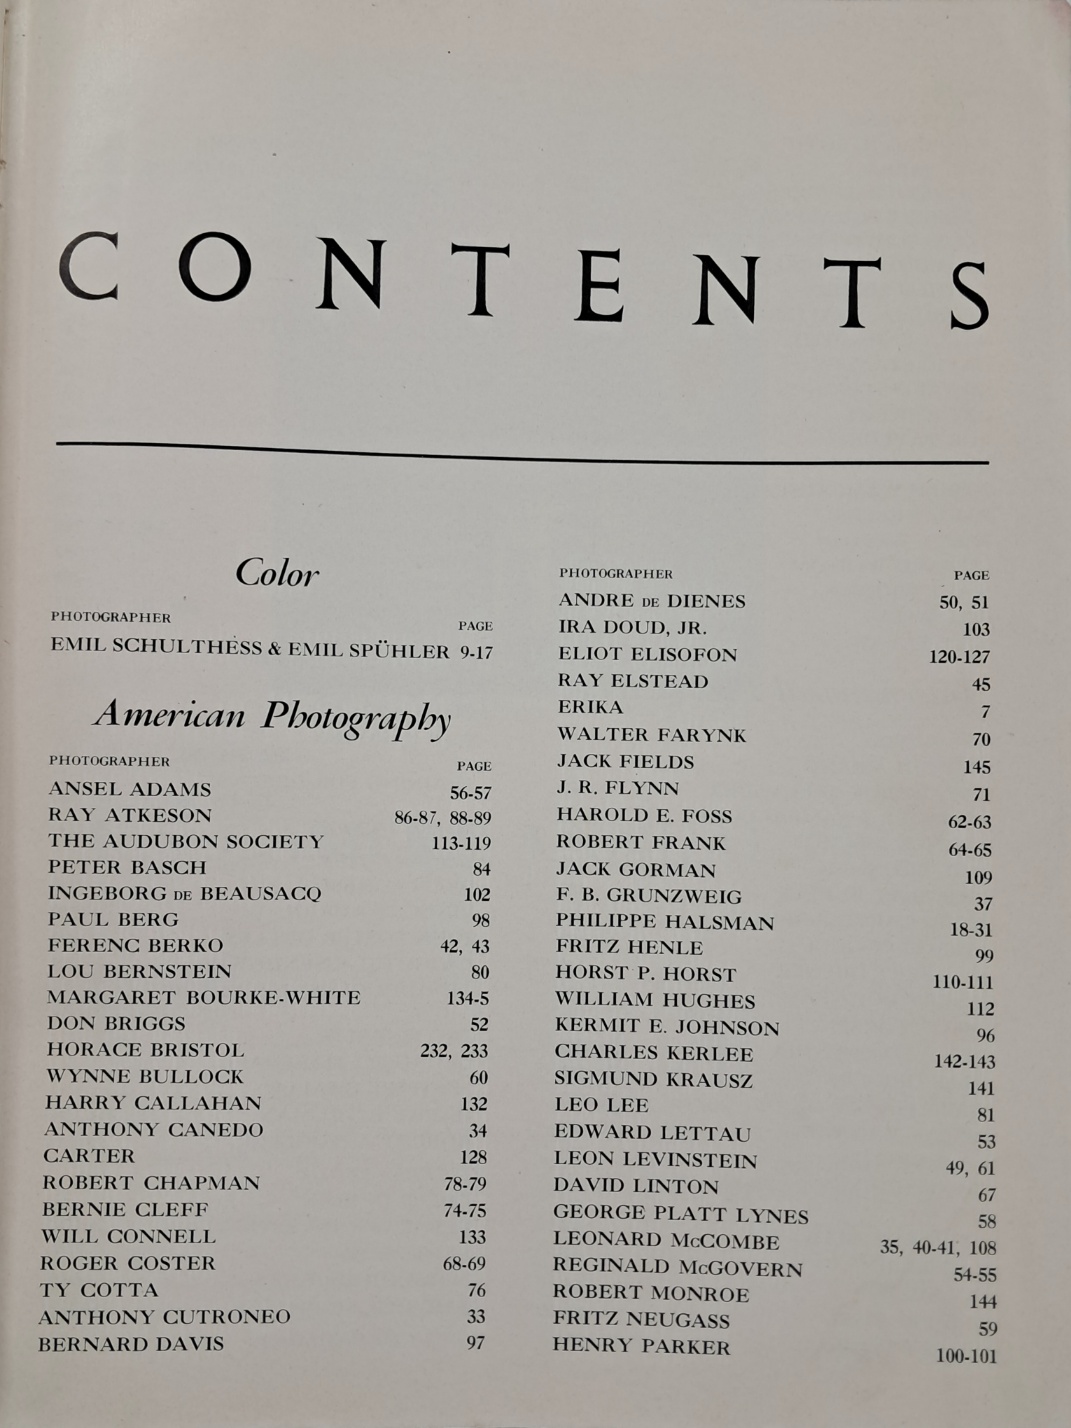 CONTENTS
Color
PHOTOGRAPHER PAGE
EMIL SCHULTHESS & EMIL SPÜHLER 9-17
American Photography
PHOTOGRAPHER PAGE
ANSEL ADAMS 56-57
RAY ATKESON 86-87, 88-89
THE AUDUBON SOCIETY 113-119
PETER BASCH 84
INGEBORG DE BEAUSACQ 102
PAUL BERG 98
FERENC BERKO 42, 43
LOU BERNSTEIN 80
MARGARET BOURKE-WHITE 134-5
DON BRIGGS 52
HORACE BRISTOL 232, 233
WYNNE BULLOCK 60
HARRY CALLAHAN 132
ANTHONY CANEDO 34
CARTER 128
ROBERT CHAPMAN 78-79
BERNIE CLEFF 74-75
WILL CONNELL 133
ROGER COSTER 68-69
TY COTTA 76
ANTHONY CUTRONEO 33
BERNARD DAVIS 97
PHOTOGRAPHER PAGE
ANDRE DE DIENES 50, 51
IRA DOUD, JR. 103
ELIOT ELISOFON 120-127
RAY ELSTEAD 45
ERIKA 7
WALTER FARYNK 70
JACK FIELDS 145
J. R. FLYNN 71
HAROLD E. FOSS 62-63
ROBERT FRANK 64-65
JACK GORMAN 109
F. B. GRUNZWEIG 37
PHILIPPE HALSMAN 18-31
FRITZ HENLE 99
HORST P. HORST 110-111
WILLIAM HUGHES 112
KERMIT E. JOHNSON 96
CHARLES KERLEE 142-143
SIGMUND KRAUSZ 141
LEO LEE 81
EDWARD LETTAU 53
LEON LEVINSTEIN 49, 61
DAVID LINTON 67
GEORGE PLATT LYNES 58
LEONARD McCOMBE 35, 40-41, 108
REGINALD McGOVERN 54-55
ROBERT MONROE 144
FRITZ NEUGASS 59
HENRY PARKER 100-101